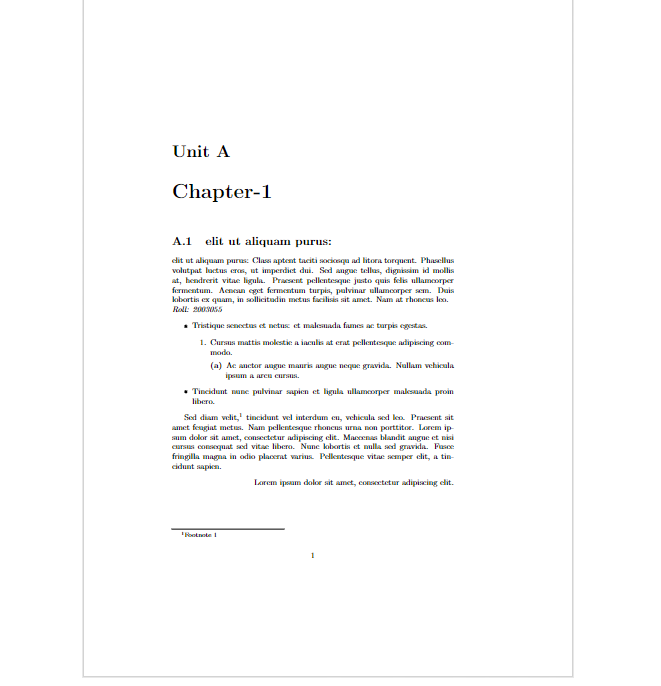 Unit A
Chapter-1
A.1 elit ut aliquam purus:
elit ut aliquam purus: Class aptent taciti sociosqu ad litora torquent. Phasellus
volutpat luctus eros, ut imperdiet dui. Sed augue tellus, dignissim id mollis
at, hendrerit vitae ligula. Praesent pellentesque justo quis felis ullamcorper
fermentum. Aenean eget fermentum turpis, pulvinar ullamcorper sem. Duis
lobortis ex quam, in sollicitudin metus facilisis sit amet. Nam at rhoncus leo.
Roll: 2003055
▪ Tristique senectus et netus: et malesuada fames ac turpis egestas.
1. Cursus mattis molestie a iaculis at erat pellentesque adipiscing com-
modo.
(a) Ac auctor augue mauris augue neque gravida. Nullam vehicula
ipsum a arcu cursus.
▪ Tincidunt nunc pulvinar sapien et ligula ullamcorper malesuada proin
libero.
Sed diam velit,¹ tincidunt vel interdum eu, vehicula sed leo. Praesent sit
amet feugiat metus. Nam pellentesque rhoncus urna non porttitor. Lorem ip-
sum dolor sit amet, consectetur adipiscing elit. Maecenas blandit augue et nisi
cursus consequat sed vitae libero. Nunc lobortis et nulla sed gravida. Fusce
fringilla magna in odio placerat varius. Pellentesque vitae semper elit, a tin-
cidunt sapien.
Lorem ipsum dolor sit amet, consectetur adipiscing elit.
¹Footnote 1
1